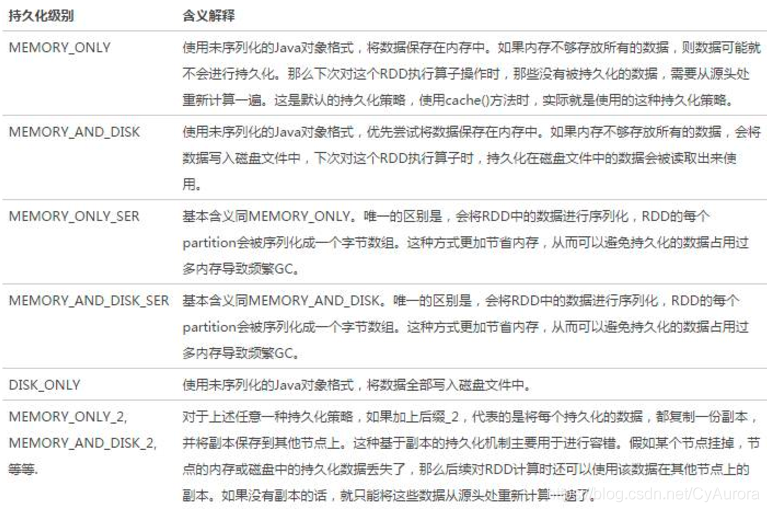 持久化级别 含义解释
MEMORY_ONLY 使用未序列化的Java对象格式，将数据保存在内存中。如果内存不够存放所有的数据，则数据可能就
不会进行持久化。那么下次对这个RDD执行算子操作时，那些没有被持久化的数据，需要从源头处
重新计算一遍。这是默认的持久化策略，使用cache()方法时，实际就是使用的这种持久化策略。
MEMORY_AND_DISK 使用未序列化的Java对象格式，优先尝试将数据保存在内存中。如果内存不够存放所有的数据，会将
数据写入磁盘文件中，下次对这个RDD执行算子时，持久化在磁盘文件中的数据会被读取出来使
用。
MEMORY_ONLY_SER 基本含义同MEMORY_ONLY。唯一的区别是，会将RDD中的数据进行序列化，RDD的每个
partition会被序列化成一个字节数组。这种方式更加节省内存，从而可以避免持久化的数据占用过
多内存导致频繁GC。
MEMORY_AND_DISK_SER 基本含义同MEMORY_AND_DISK。唯一的区别是，会将RDD中的数据进行序列化，RDD的每个
partition会被序列化成一个字节数组。这种方式更加节省内存，从而可以避免持久化的数据占用过
多内存导致频繁GC。
DISK_ONLY 使用未序列化的Java对象格式，将数据全部写入磁盘文件中。
MEMORY_ONLY_2, 对于上述任意一种持久化策略，如果加上后缀_2，代表的是将每个持久化的数据，都复制一份副本，
MEMORY_AND_DISK_2, 并将副本保存到其他节点上。这种基于副本的持久化机制主要用于进行容错。假如某个节点挂掉，节
等等. 点的内存或磁盘中的持久化数据丢失了，那么后续对RDD计算时还可以使用该数据在其他节点上的
副本。如果没有副本的话，就只能将这些数据从源头处重新计算一遍了。
blog.csdn.net/CyAurora